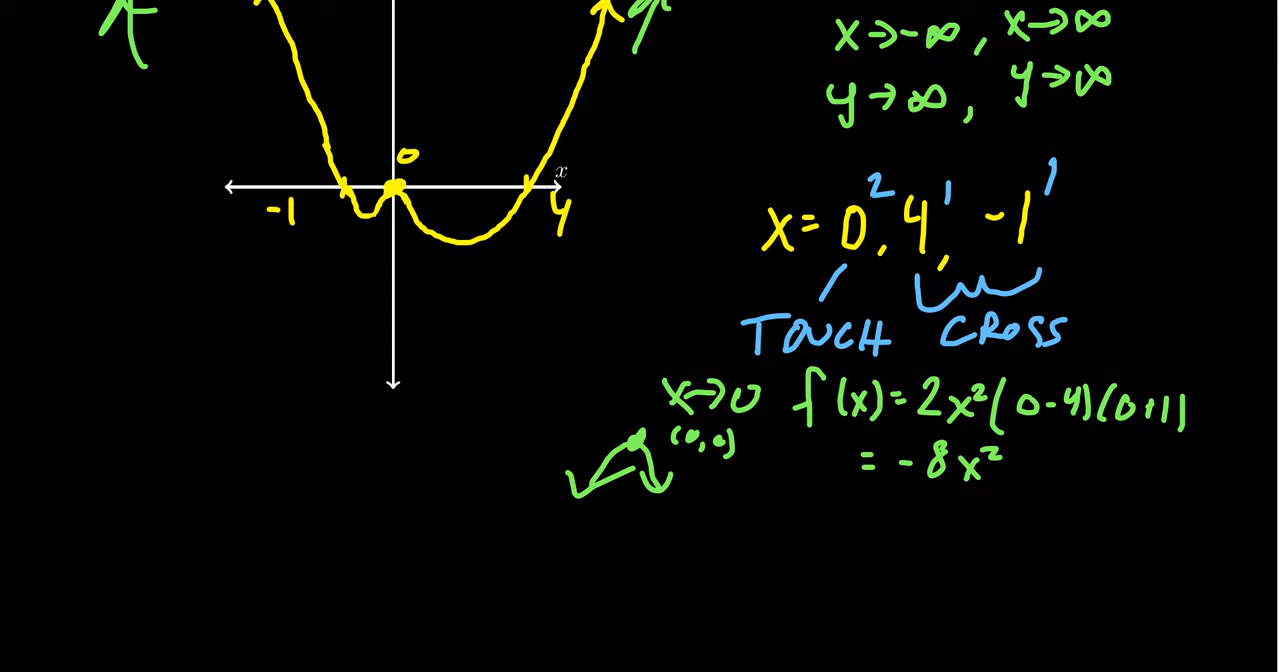 x→-∞, x→∞
y→∞, y→∞
0
x
-1
4
x=0², 4¹, -1¹
TOUCH CROSS
x→0 f(x)=2x²(0-4)(0+1)
(0,0)
= -8x²